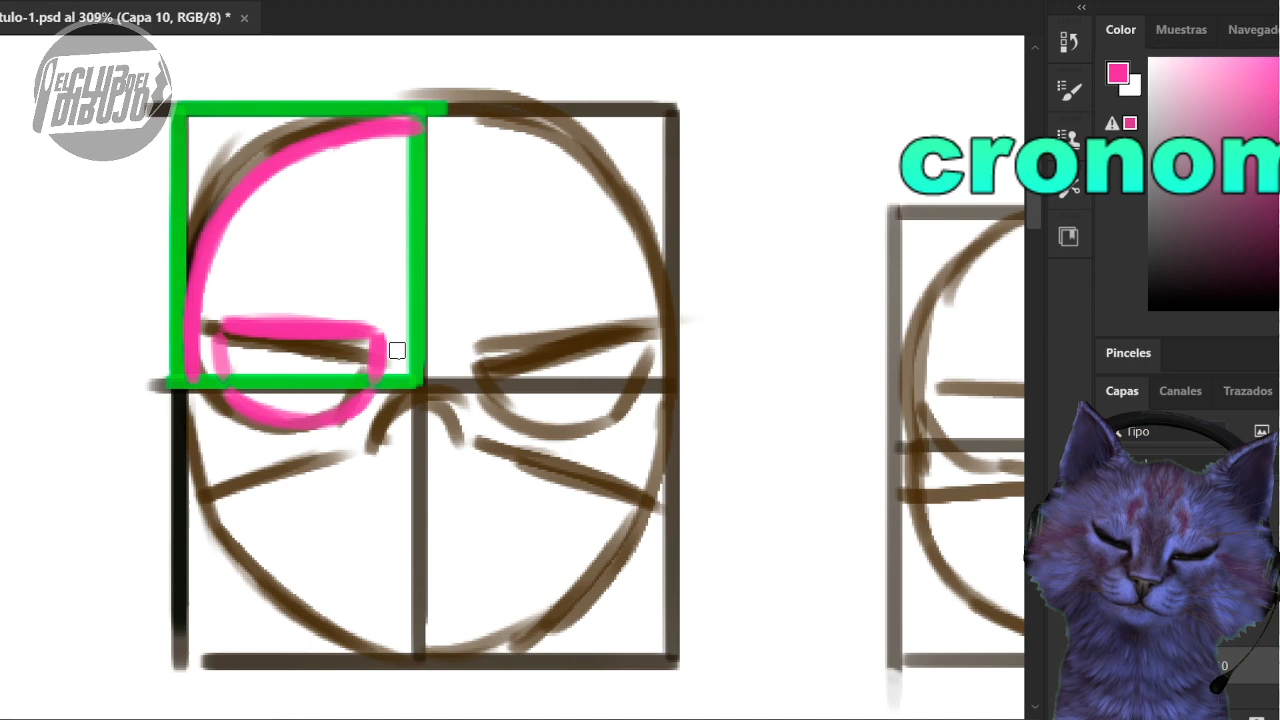 tulo-1.psd al 309% (Capa 10, RGB/8) * ×
EL CLUB DEL
DIBUJO
Color Muestras Navegad
cronom
Pinceles
Capas Canales Trazados
Tipo
0